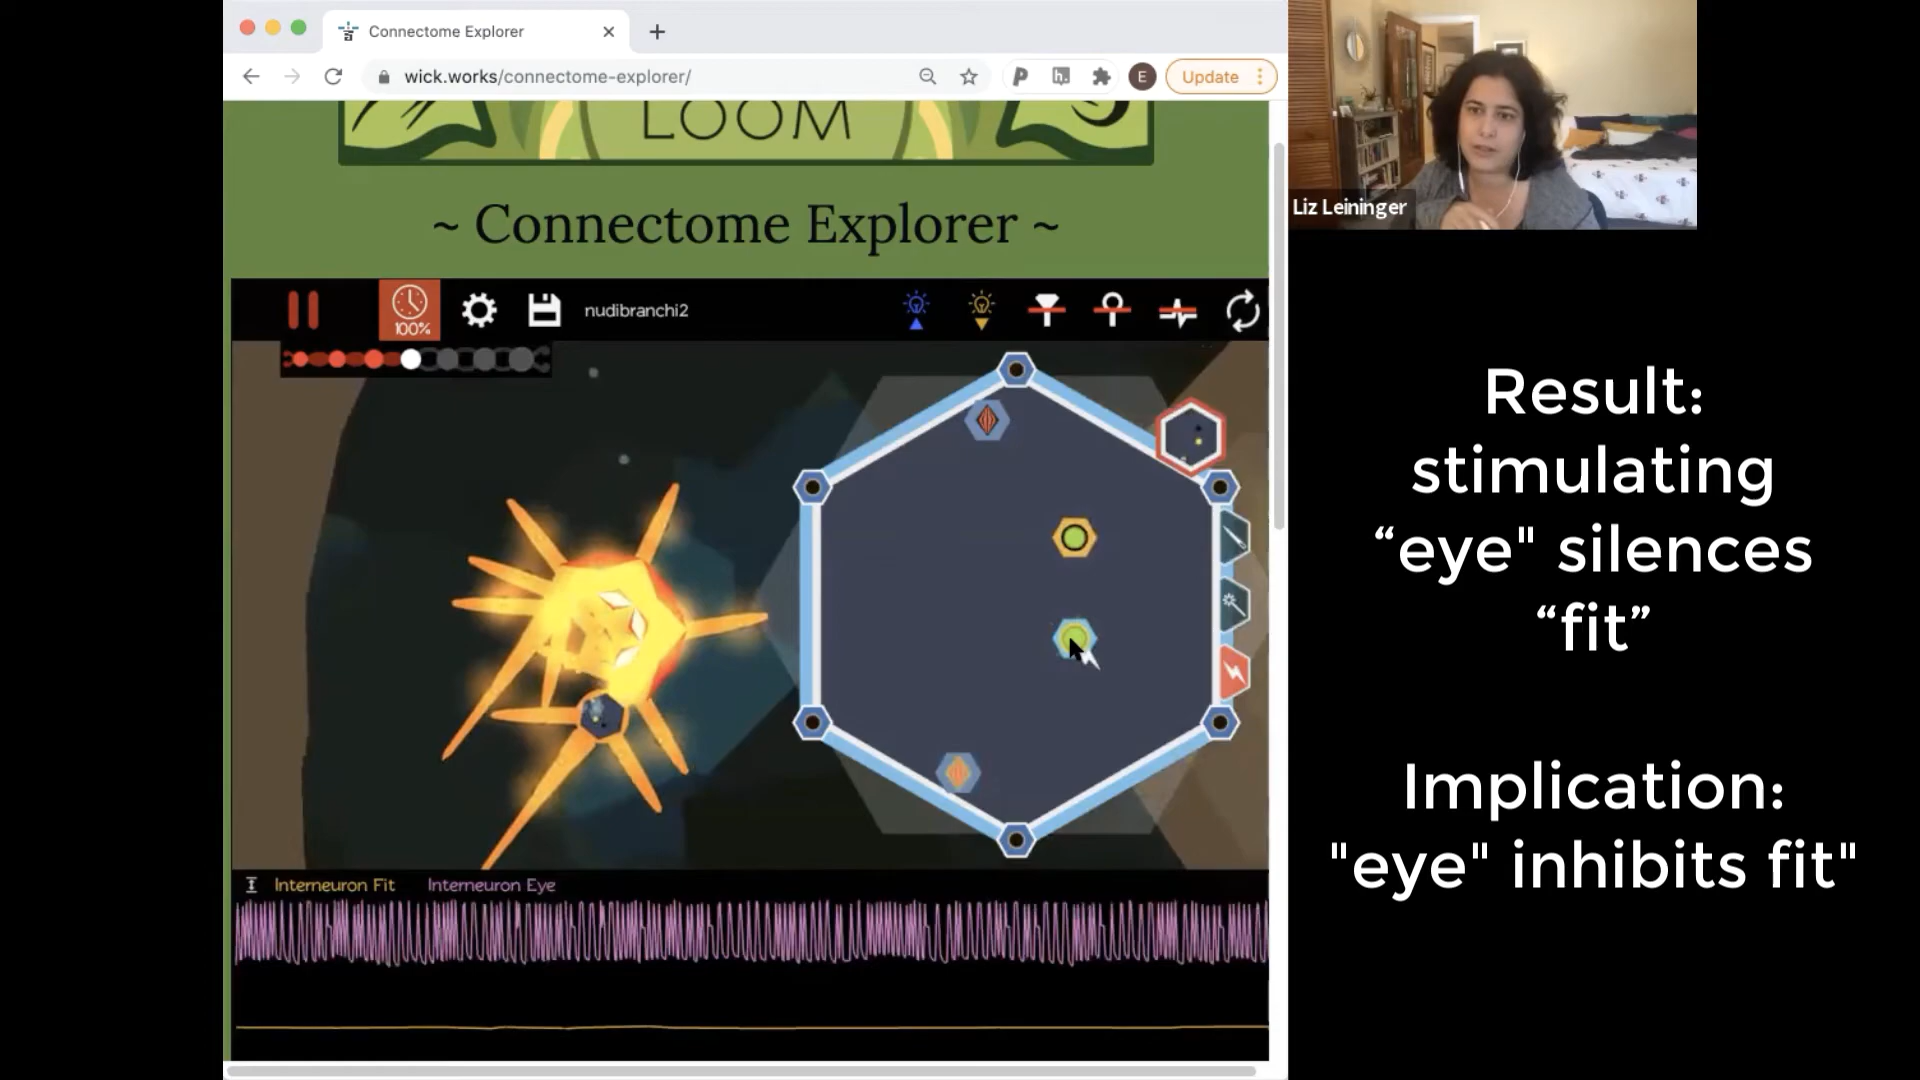 Connectome Explorer
wick.works/connectome-explorer/
E
Update
LOOM
~ Connectome Explorer ~
100%
nudibranchi2
Interneuron Fit Interneuron Eye
Liz Leininger
Result:
stimulating
“eye" silences
“fit”
Implication:
"eye" inhibits fit"